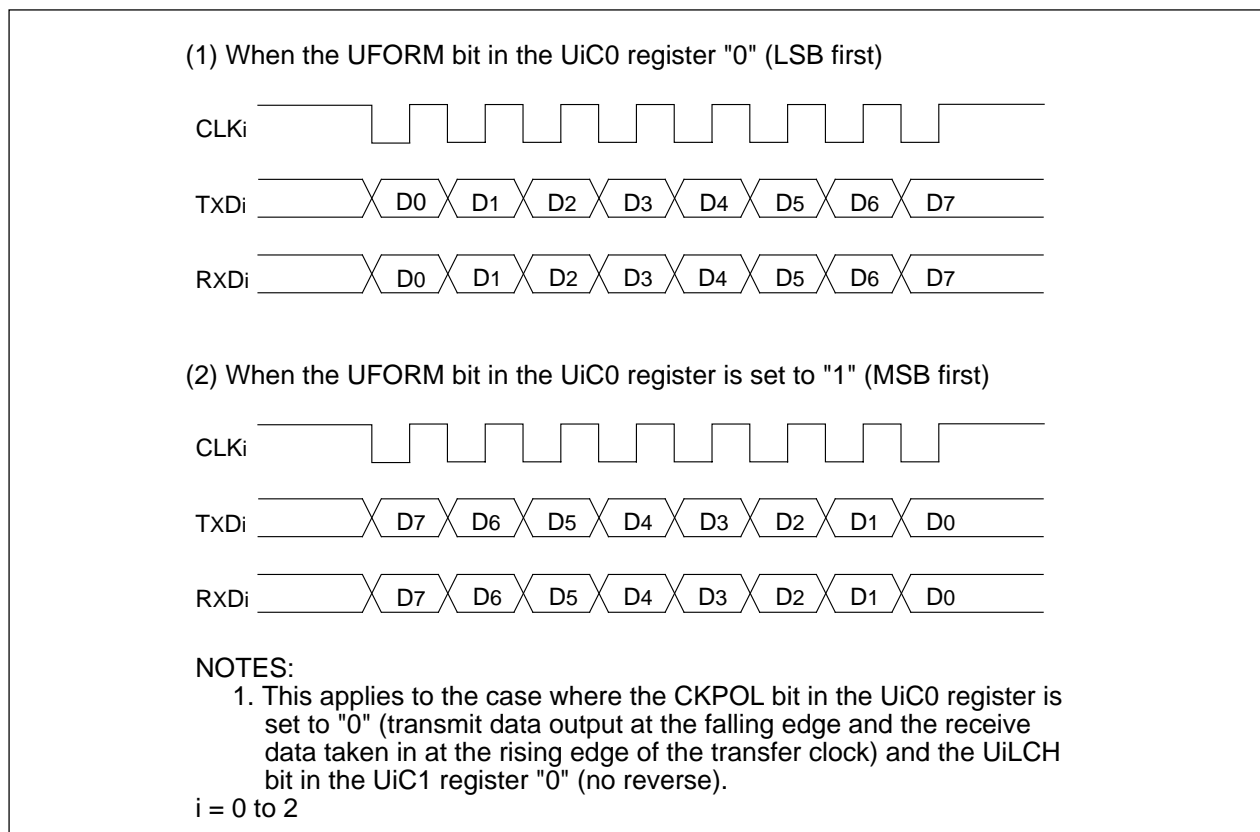 (1) When the UFORM bit in the UiC0 register "0" (LSB first)
CLKi
TXDi D0 D1 D2 D3 D4 D5 D6 D7
RXDi D0 D1 D2 D3 D4 D5 D6 D7
(2) When the UFORM bit in the UiC0 register is set to "1" (MSB first)
CLKi
TXDi D7 D6 D5 D4 D3 D2 D1 D0
RXDi D7 D6 D5 D4 D3 D2 D1 D0
NOTES:
1. This applies to the case where the CKPOL bit in the UiC0 register is
set to "0" (transmit data output at the falling edge and the receive
data taken in at the rising edge of the transfer clock) and the UiLCH
bit in the UiC1 register "0" (no reverse).
i = 0 to 2